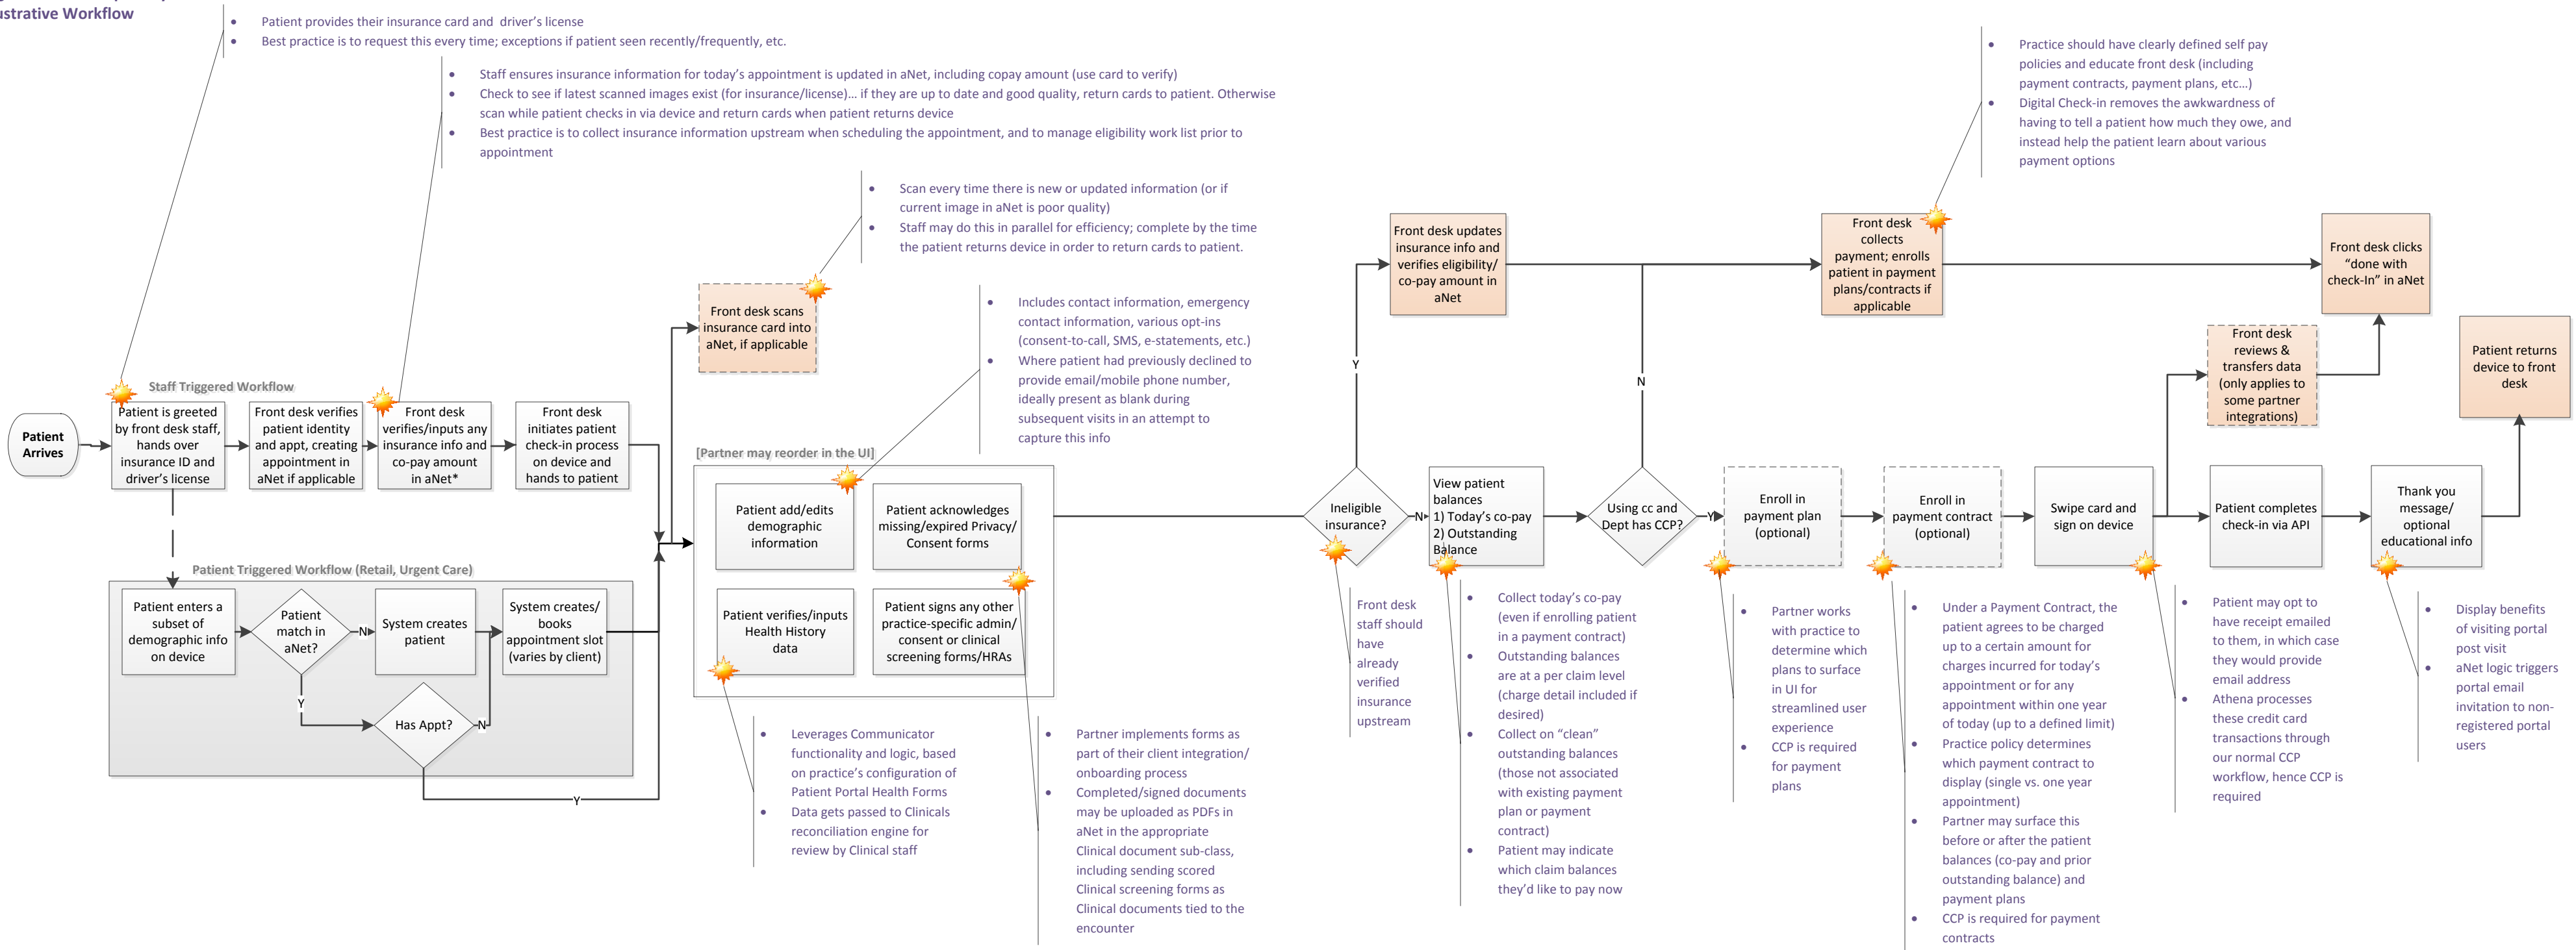 ustrative Workflow
• Patient provides their insurance card and driver's license
• Best practice is to request this every time; exceptions if patient seen recently/frequently, etc.
• Staff ensures insurance information for today's appointment is updated in aNet, including copay amount (use card to verify)
• Check to see if latest scanned images exist (for insurance/license)... if they are up to date and good quality, return cards to patient. Otherwise
scan while patient checks in via device and return cards when patient returns device
• Best practice is to collect insurance information upstream when scheduling the appointment, and to manage eligibility work list prior to
appointment
• Scan every time there is new or updated information (or if
current image in aNet is poor quality)
• Staff may do this in parallel for efficiency; complete by the time
the patient returns device in order to return cards to patient.
• Practice should have clearly defined self pay
policies and educate front desk (including
payment contracts, payment plans, etc...)
• Digital Check-in removes the awkwardness of
having to tell a patient how much they owe, and
instead help the patient learn about various
payment options
Front desk scans
insurance card into
aNet, if applicable
• Includes contact information, emergency
contact information, various opt-ins
(consent-to-call, SMS, e-statements, etc.)
• Where patient had previously declined to
provide email/mobile phone number,
ideally present as blank during
subsequent visits in an attempt to
capture this info
Front desk updates
insurance info and
verifies eligibility/
co-pay amount in
aNet
Front desk
collects
payment; enrolls
patient in payment
plans/contracts if
applicable
Front desk clicks
"done with
check-In" in aNet
Front desk
reviews &
transfers data
(only applies to
some partner
integrations)
Patient returns
device to front
desk
Y
N
Staff Triggered Workflow
Patient
Arrives
Patient is greeted
by front desk staff,
hands over
insurance ID and
driver's license
Front desk verifies
patient identity
and appt, creating
appointment in
aNet if applicable
Front desk
verifies/inputs any
insurance info and
co-pay amount
in aNet*
Front desk
initiates patient
check-in process
on device and
hands to patient
[Partner may reorder in the UI]
Patient add/edits
demographic
information
Patient acknowledges
missing/expired Privacy/
Consent forms
Patient verifies/inputs
Health History
data
Patient signs any other
practice-specific admin/
consent or clinical
screening forms/HRAs
Ineligible
insurance?
N
View patient
balances
1) Today's co-pay
2) Outstanding
Balance
Using cc and
Dept has CCP?
Y
Enroll in
payment plan
(optional)
Enroll in
payment contract
(optional)
Swipe card and
sign on device
Patient completes
check-in via API
Thank you
message/
optional
educational info
Patient Triggered Workflow (Retail, Urgent Care)
Patient enters a
subset of
demographic info
on device
Patient
match in
aNet?
N
System creates
patient
System creates/
books
appointment slot
(varies by client)
Y
Has Appt?
N
Y
• Leverages Communicator
functionality and logic, based
on practice's configuration of
Patient Portal Health Forms
• Data gets passed to Clinicals
reconciliation engine for
review by Clinical staff
• Partner implements forms as
part of their client integration/
onboarding process
• Completed/signed documents
may be uploaded as PDFs in
aNet in the appropriate
Clinical document sub-class,
including sending scored
Clinical screening forms as
Clinical documents tied to the
encounter
Front desk
staff should
have
already
verified
insurance
upstream
• Collect today's co-pay
(even if enrolling patient
in a payment contract)
• Outstanding balances
are at a per claim level
(charge detail included if
desired)
• Collect on "clean"
outstanding balances
(those not associated
with existing payment
plan or payment
contract)
• Patient may indicate
which claim balances
they'd like to pay now
• Partner works
with practice to
determine which
plans to surface
in UI for
streamlined user
experience
• CCP is required
for payment
plans
• Under a Payment Contract, the
patient agrees to be charged
up to a certain amount for
charges incurred for today's
appointment or for any
appointment within one year
of today (up to a defined limit)
• Practice policy determines
which payment contract to
display (single vs. one year
appointment)
• Partner may surface this
before or after the patient
balances (co-pay and prior
outstanding balance) and
payment plans
• CCP is required for payment
contracts
• Patient may opt to
have receipt emailed
to them, in which case
they would provide
email address
• Athena processes
these credit card
transactions through
our normal CCP
workflow, hence CCP is
required
• Display benefits
of visiting portal
post visit
• aNet logic triggers
portal email
invitation to non-
registered portal
users